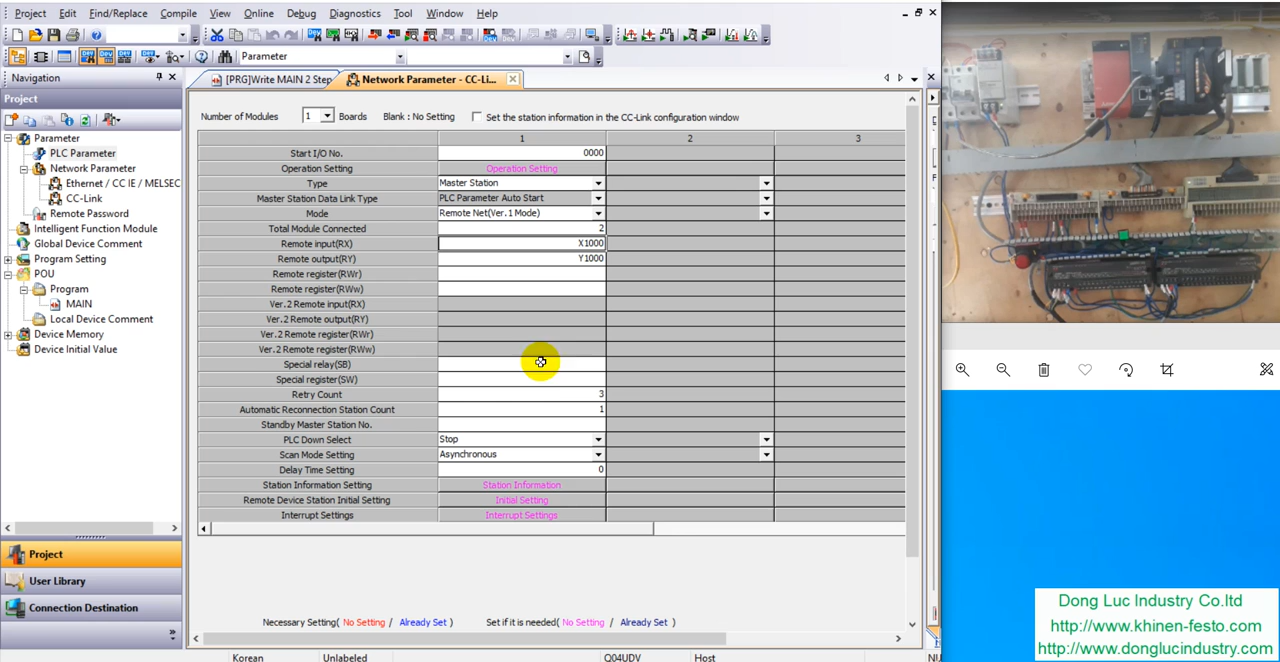 Project Edit Find/Replace Compile View Online Debug Diagnostics Tool Window Help
Parameter
Navigation
[PRG]Write MAIN 2 Step
Network Parameter - CC-Li...
Project
Number of Modules 1 Boards Blank : No Setting Set the station information in the CC-Link configuration window
Parameter
PLC Parameter
Network Parameter
Ethernet / CC IE / MELSEC
CC-Link
Remote Password
Intelligent Function Module
Global Device Comment
Program Setting
POU
Program
MAIN
Local Device Comment
Device Memory
Device Initial Value
1 2 3
Start I/O No. 0000
Operation Setting Operation Setting
Type Master Station
Master Station Data Link Type PLC Parameter Auto Start
Mode Remote Net(Ver.1 Mode)
Total Module Connected 2
Remote input(RX) X1000
Remote output(RY) Y1000
Remote register(RWr)
Remote register(RWw)
Ver.2 Remote input(RX)
Ver.2 Remote output(RY)
Ver.2 Remote register(RWr)
Ver.2 Remote register(RWw)
Special relay(SB)
Special register(SW)
Retry Count 3
Automatic Reconnection Station Count 1
Standby Master Station No.
PLC Down Select Stop
Scan Mode Setting Asynchronous
Delay Time Setting 0
Station Information Setting Station Information
Remote Device Station Initial Setting Initial Setting
Interrupt Settings Interrupt Settings
Project
User Library
Connection Destination
Necessary Setting( No Setting / Already Set ) Set if it is needed( No Setting / Already Set )
Korean Unlabeled Q04UDV Host NU
Dong Luc Industry Co.ltd
http://www.khinen-festo.com
http://www.donglucindustry.com